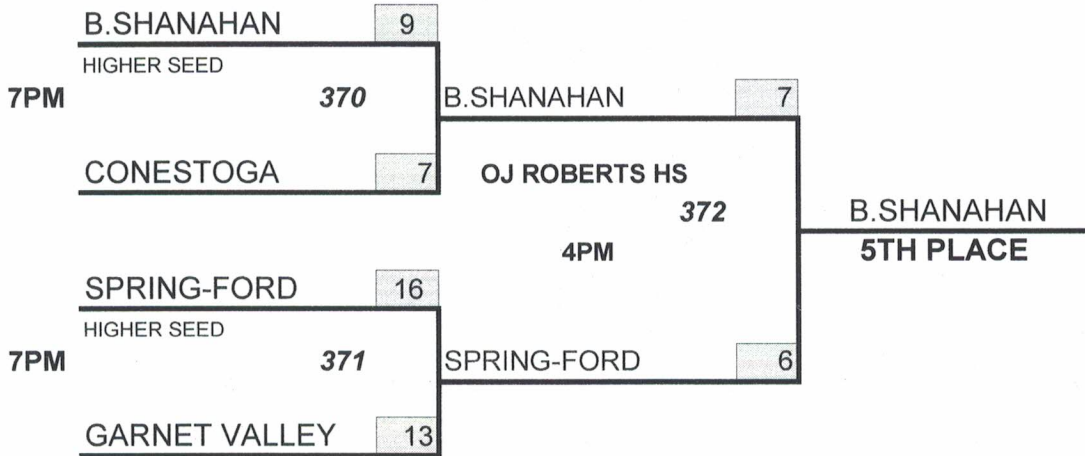 B.SHANAHAN 9
HIGHER SEED
7PM 370 B.SHANAHAN 7
CONESTOGA 7 OJ ROBERTS HS
372 B.SHANAHAN
4PM 5TH PLACE
SPRING-FORD 16
HIGHER SEED
7PM 371 SPRING-FORD 6
GARNET VALLEY 13